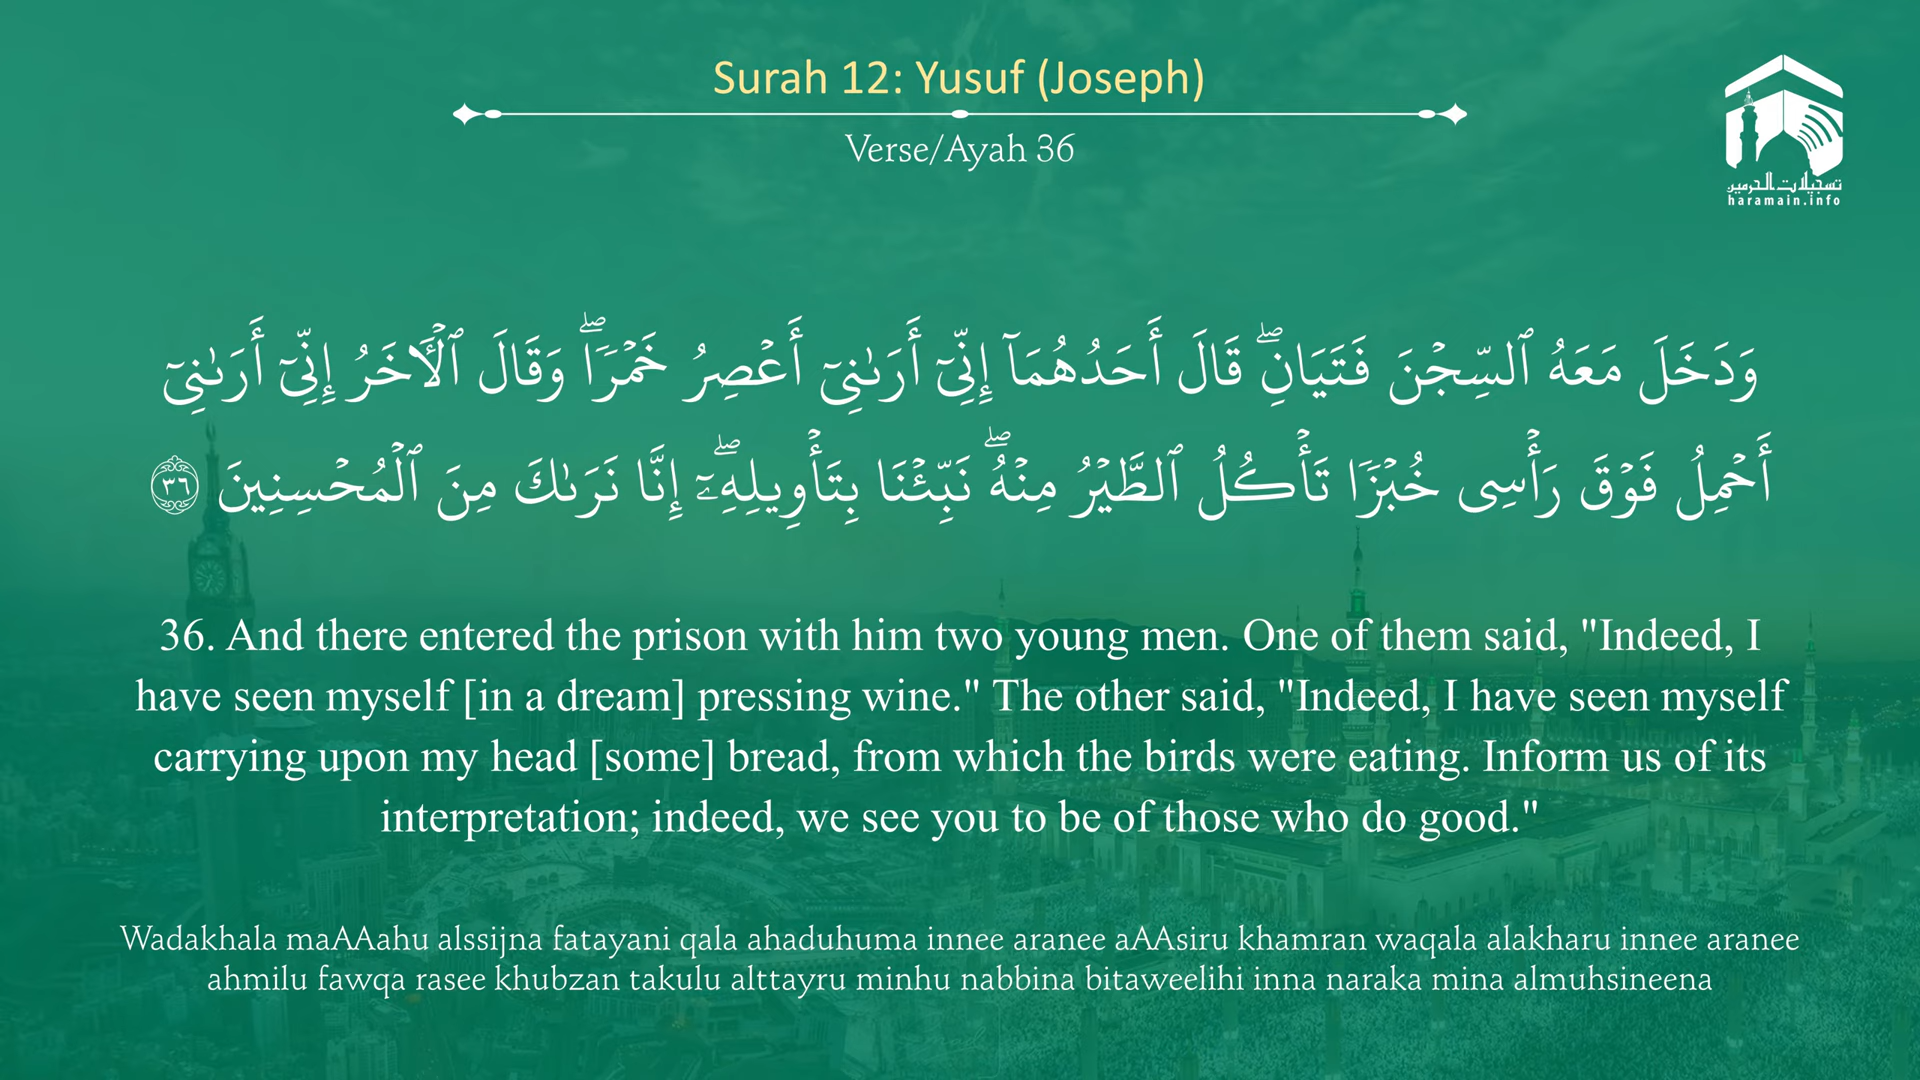 Surah 12: Yusuf (Joseph)
Verse/Ayah 36
تسجيلات الحرمين
haramain.info
وَدَخَلَ مَعَهُ ٱلسِّجْنَ فَتَيَانِ ۖ قَالَ أَحَدُهُمَآ إِنِّىٓ أَرَىٰنِىٓ أَعْصِرُ خَمْرًا ۖ وَقَالَ ٱلْـَٔاخَرُ إِنِّىٓ أَرَىٰنِىٓ
أَحْمِلُ فَوْقَ رَأْسِى خُبْزًا تَأْكُلُ ٱلطَّيْرُ مِنْهُ ۖ نَبِّئْنَا بِتَأْوِيلِهِۦٓ ۖ إِنَّا نَرَىٰكَ مِنَ ٱلْمُحْسِنِينَ ٣٦
36. And there entered the prison with him two young men. One of them said, "Indeed, I
have seen myself [in a dream] pressing wine." The other said, "Indeed, I have seen myself
carrying upon my head [some] bread, from which the birds were eating. Inform us of its
interpretation; indeed, we see you to be of those who do good."
Wadakhala maAAahu alssijna fatayani qala ahaduhuma innee aranee aAAsiru khamran waqala alakharu innee aranee
ahmilu fawqa rasee khubzan takulu alttayru minhu nabbina bitaweelihi inna naraka mina almuhsineena